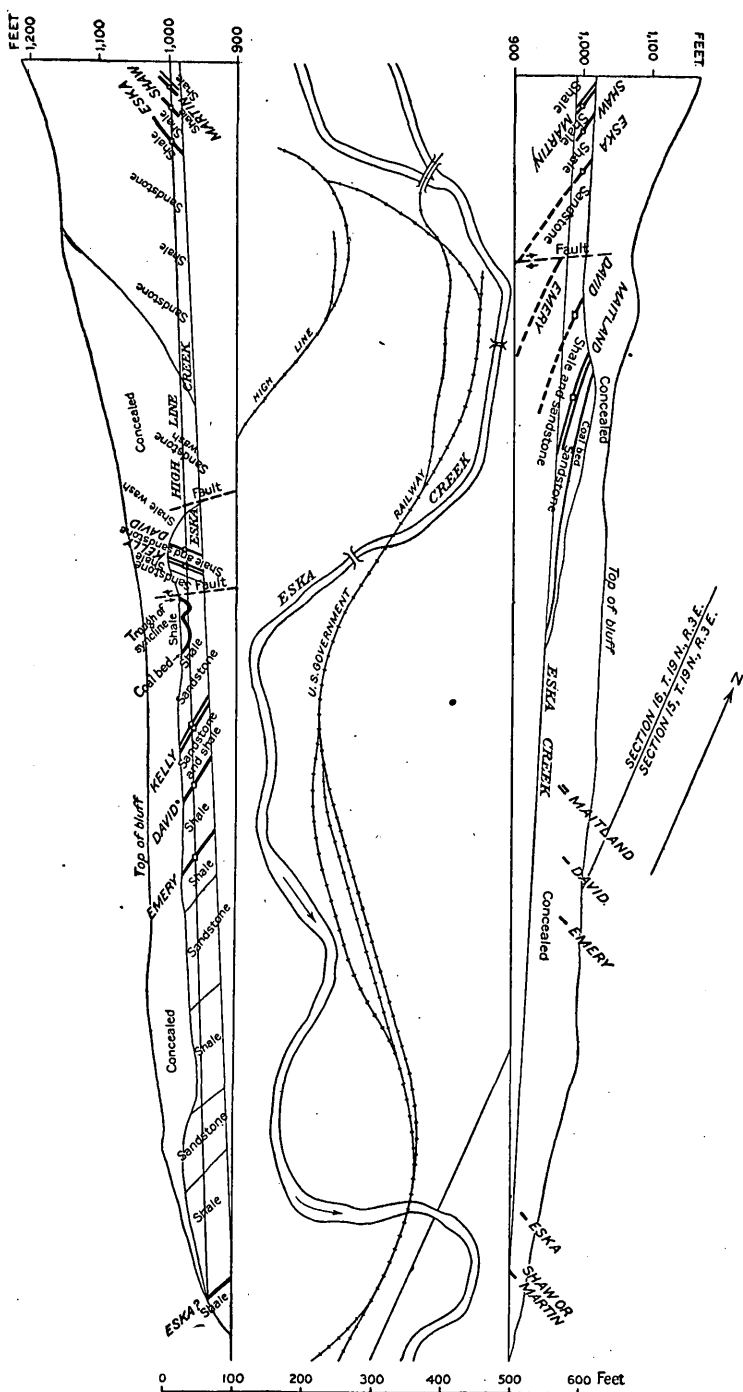 FEET
1,200
1,100
1,000
900
Shale
MARTIN
Shale
SHAW
Shale
ESKA
Shale
Sandstone
Shale
Sandstone
Concealed
HIGH LINE CREEK
Sandstone wash
Shale wash
Fault
ESKA
DAVID
Shale and sandstone
KELLY
Shale
Sandstone
Fault
Trough of syncline
Shale
Coal bed
Shale
Sandstone
KELLY
Sandstone and shale
DAVID
Shale
EMERY
Shale
Top of bluff
Sandstone
Concealed
Shale
Sandstone
Shale
ESKA?
Shale
HIGH LINE
RAILWAY
CREEK
ESKA
U.S. GOVERNMENT
FEET
900
1,000
1,100
Shale
SHAW
Shale
MARTIN
ESKA
Shale
Sandstone
Fault
DAVID
EMERY
MAITLAND
Shale and sandstone
Concealed
Coal bed
Sandstone
Top of bluff
ESKA CREEK
SECTION 16, T. 19 N., R. 3 E.
SECTION 15, T. 19 N., R. 3 E.
N
MAITLAND
DAVID.
EMERY
Concealed
ESKA
SHAW OR MARTIN
0 100 200 300 400 500 600 Feet